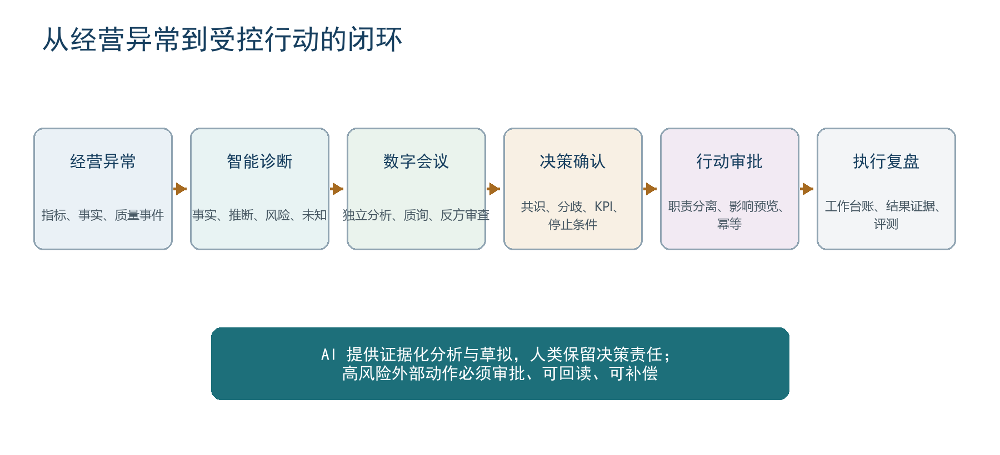 从经营异常到受控行动的闭环
经营异常
指标、事实、质量事件
智能诊断
事实、推断、风险、未知
数字会议
独立分析、质询、反方审查
决策确认
共识、分歧、KPI、
停止条件
行动审批
职责分离、影响预览、
幂等
执行复盘
工作台账、结果证据、
评测
AI 提供证据化分析与草拟，人类保留决策责任；
高风险外部动作必须审批、可回读、可补偿